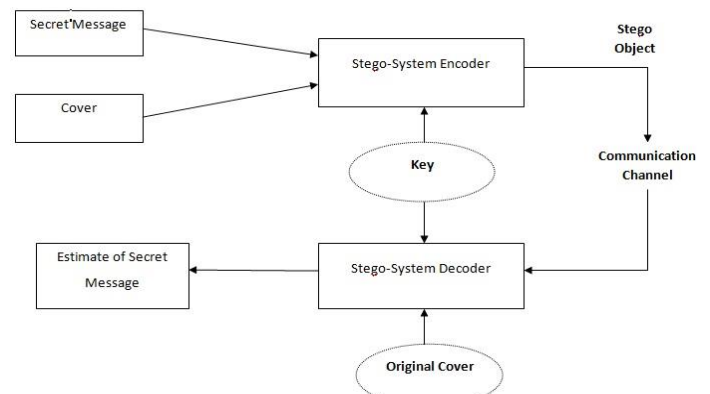 Secret Message
Stego
Object
Stego-System Encoder
Cover
Communication
Channel
Key
Estimate of Secret
Message
Stego-System Decoder
Original Cover